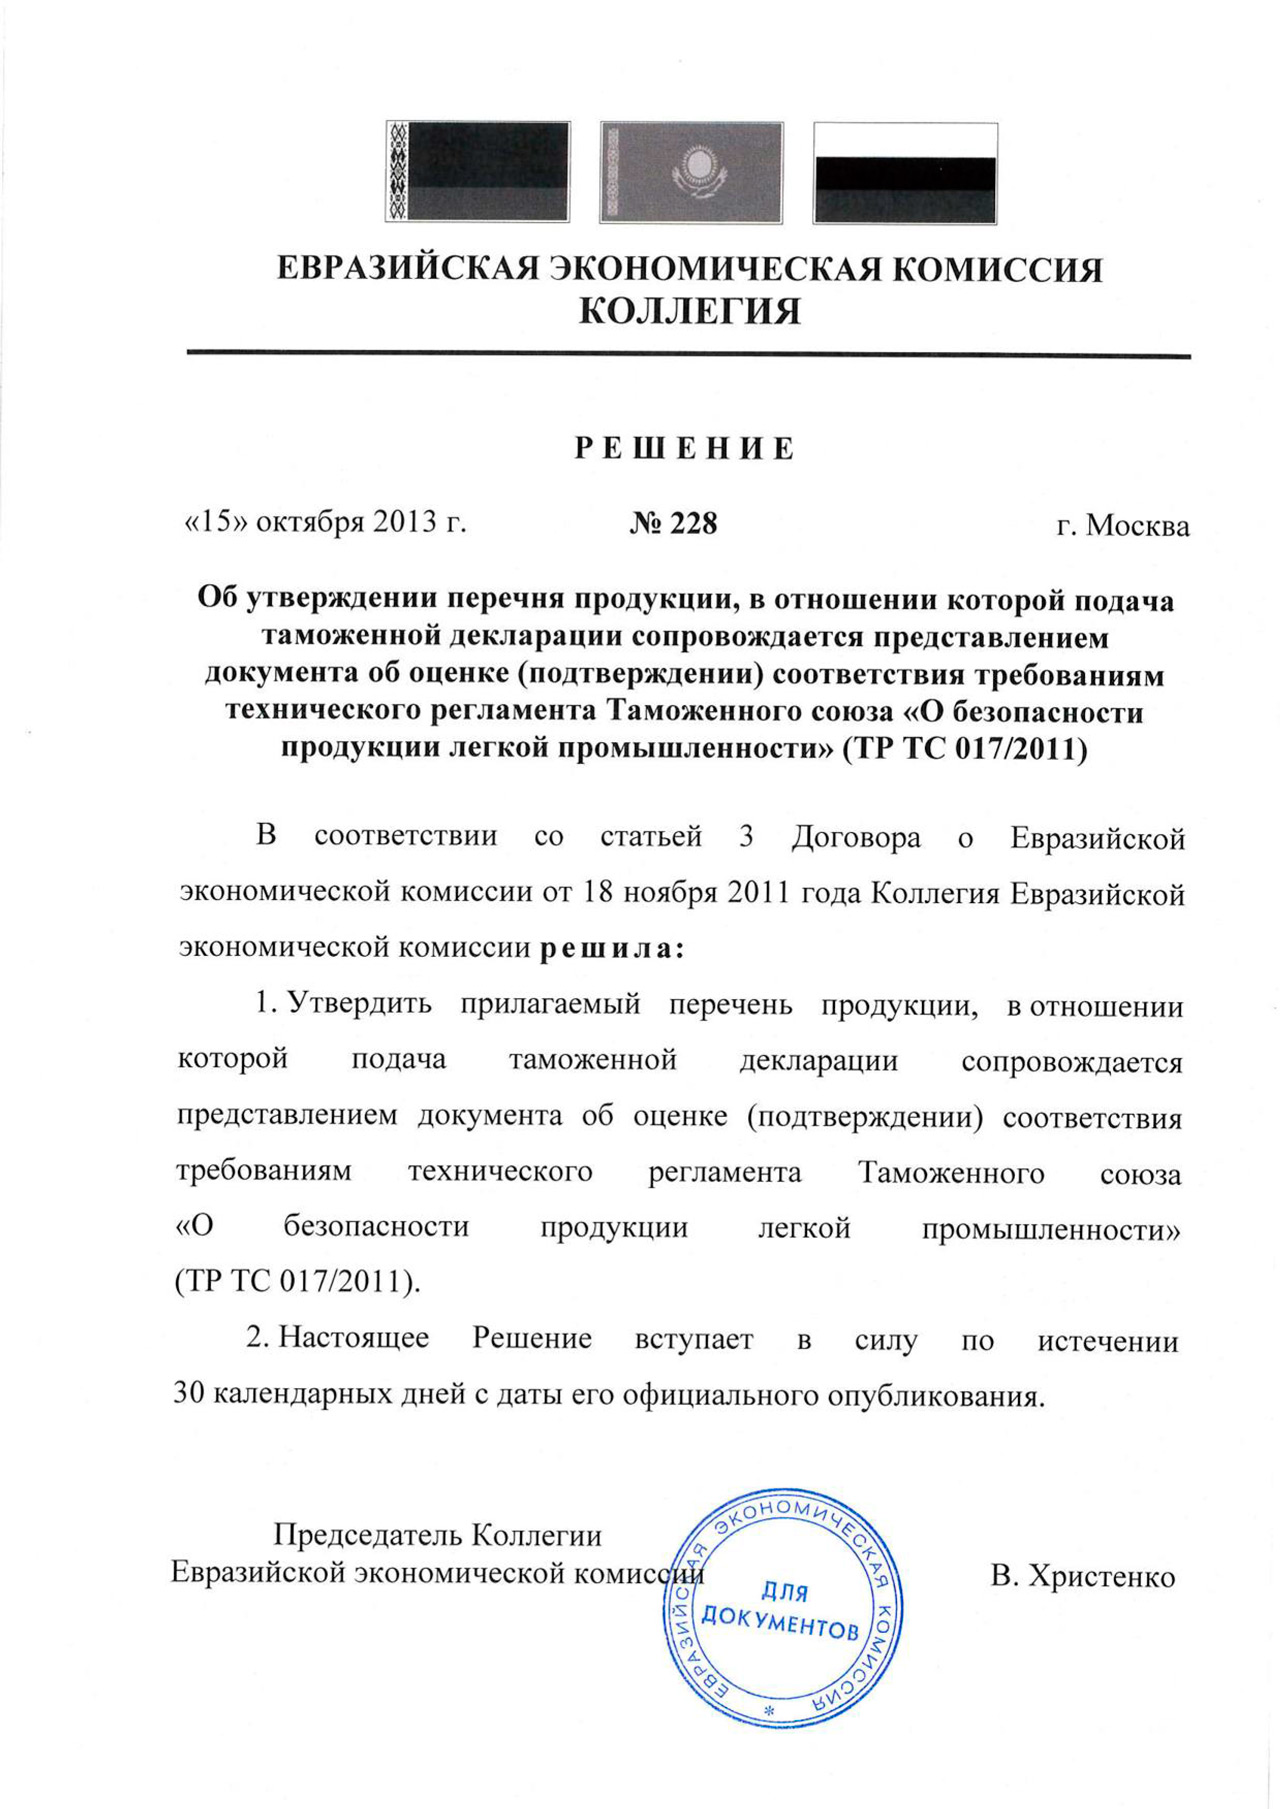 ЕВРАЗИЙСКАЯ ЭКОНОМИЧЕСКАЯ КОМИССИЯ
КОЛЛЕГИЯ
Р Е Ш Е Н И Е
«15» октября 2013 г. № 228 г. Москва
Об утверждении перечня продукции, в отношении которой подача
таможенной декларации сопровождается представлением
документа об оценке (подтверждении) соответствия требованиям
технического регламента Таможенного союза «О безопасности
продукции легкой промышленности» (ТР ТС 017/2011)
В соответствии со статьей 3 Договора о Евразийской
экономической комиссии от 18 ноября 2011 года Коллегия Евразийской
экономической комиссии решила:
1. Утвердить прилагаемый перечень продукции, в отношении
которой подача таможенной декларации сопровождается
представлением документа об оценке (подтверждении) соответствия
требованиям технического регламента Таможенного союза
«О безопасности продукции легкой промышленности»
(ТР ТС 017/2011).
2. Настоящее Решение вступает в силу по истечении
30 календарных дней с даты его официального опубликования.
Председатель Коллегии
Евразийской экономической комиссии В. Христенко
ЕВРАЗИЙСКАЯ ЭКОНОМИЧЕСКАЯ КОМИССИЯ *
ДЛЯ
ДОКУМЕНТОВ